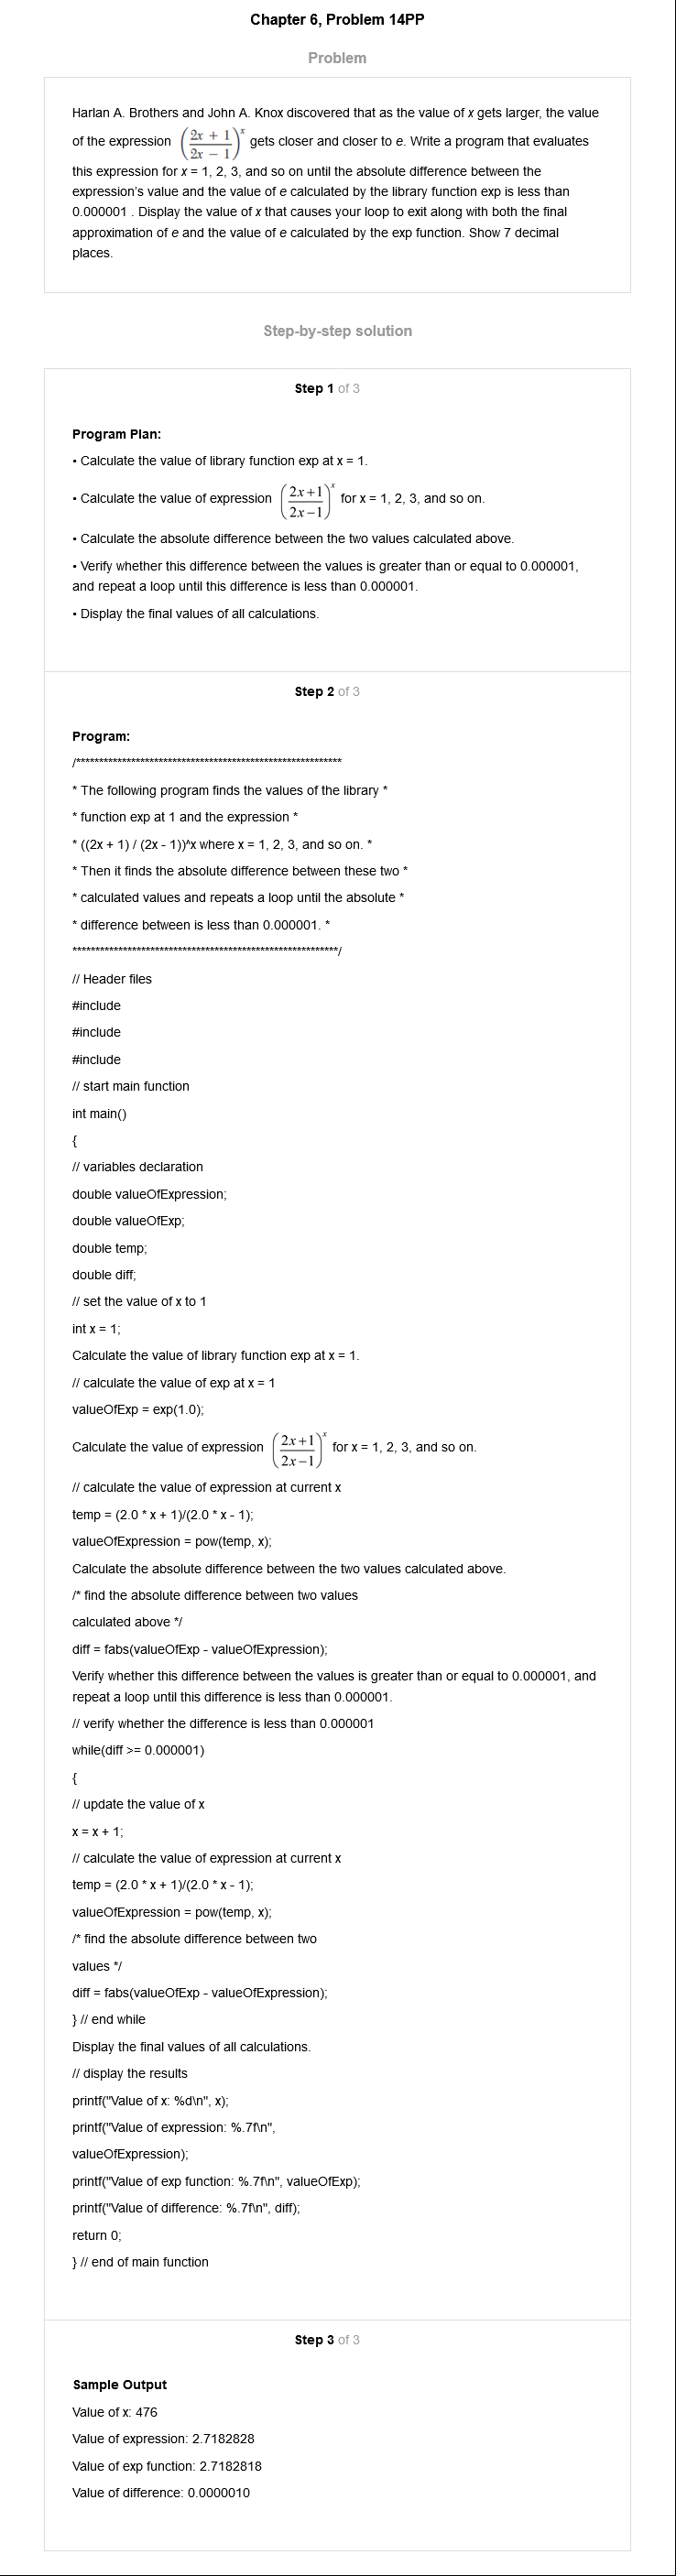 Chapter 6, Problem 14PP
Problem
Harlan A. Brothers and John A. Knox discovered that as the value of x gets larger, the value
of the expression ((2x + 1)/(2x − 1))^x gets closer and closer to e. Write a program that evaluates
this expression for x = 1, 2, 3, and so on until the absolute difference between the
expression's value and the value of e calculated by the library function exp is less than
0.000001 . Display the value of x that causes your loop to exit along with both the final
approximation of e and the value of e calculated by the exp function. Show 7 decimal
places.
Step-by-step solution
Step 1 of 3
Program Plan:
• Calculate the value of library function exp at x = 1.
• Calculate the value of expression ((2x+1)/(2x−1))^x for x = 1, 2, 3, and so on.
• Calculate the absolute difference between the two values calculated above.
• Verify whether this difference between the values is greater than or equal to 0.000001,
and repeat a loop until this difference is less than 0.000001.
• Display the final values of all calculations.
Step 2 of 3
Program:
/**********************************************************
* The following program finds the values of the library *
* function exp at 1 and the expression *
* ((2x + 1) / (2x - 1))^x where x = 1, 2, 3, and so on. *
* Then it finds the absolute difference between these two *
* calculated values and repeats a loop until the absolute *
* difference between is less than 0.000001. *
**********************************************************/
// Header files
#include
#include
#include
// start main function
int main()
{
// variables declaration
double valueOfExpression;
double valueOfExp;
double temp;
double diff;
// set the value of x to 1
int x = 1;
Calculate the value of library function exp at x = 1.
// calculate the value of exp at x = 1
valueOfExp = exp(1.0);
Calculate the value of expression ((2x+1)/(2x−1))^x for x = 1, 2, 3, and so on.
// calculate the value of expression at current x
temp = (2.0 * x + 1)/(2.0 * x - 1);
valueOfExpression = pow(temp, x);
Calculate the absolute difference between the two values calculated above.
/* find the absolute difference between two values
calculated above */
diff = fabs(valueOfExp - valueOfExpression);
Verify whether this difference between the values is greater than or equal to 0.000001, and
repeat a loop until this difference is less than 0.000001.
// verify whether the difference is less than 0.000001
while(diff >= 0.000001)
{
// update the value of x
x = x + 1;
// calculate the value of expression at current x
temp = (2.0 * x + 1)/(2.0 * x - 1);
valueOfExpression = pow(temp, x);
/* find the absolute difference between two
values */
diff = fabs(valueOfExp - valueOfExpression);
} // end while
Display the final values of all calculations.
// display the results
printf("Value of x: %d\n", x);
printf("Value of expression: %.7f\n",
valueOfExpression);
printf("Value of exp function: %.7f\n", valueOfExp);
printf("Value of difference: %.7f\n", diff);
return 0;
} // end of main function
Step 3 of 3
Sample Output
Value of x: 476
Value of expression: 2.7182828
Value of exp function: 2.7182818
Value of difference: 0.0000010